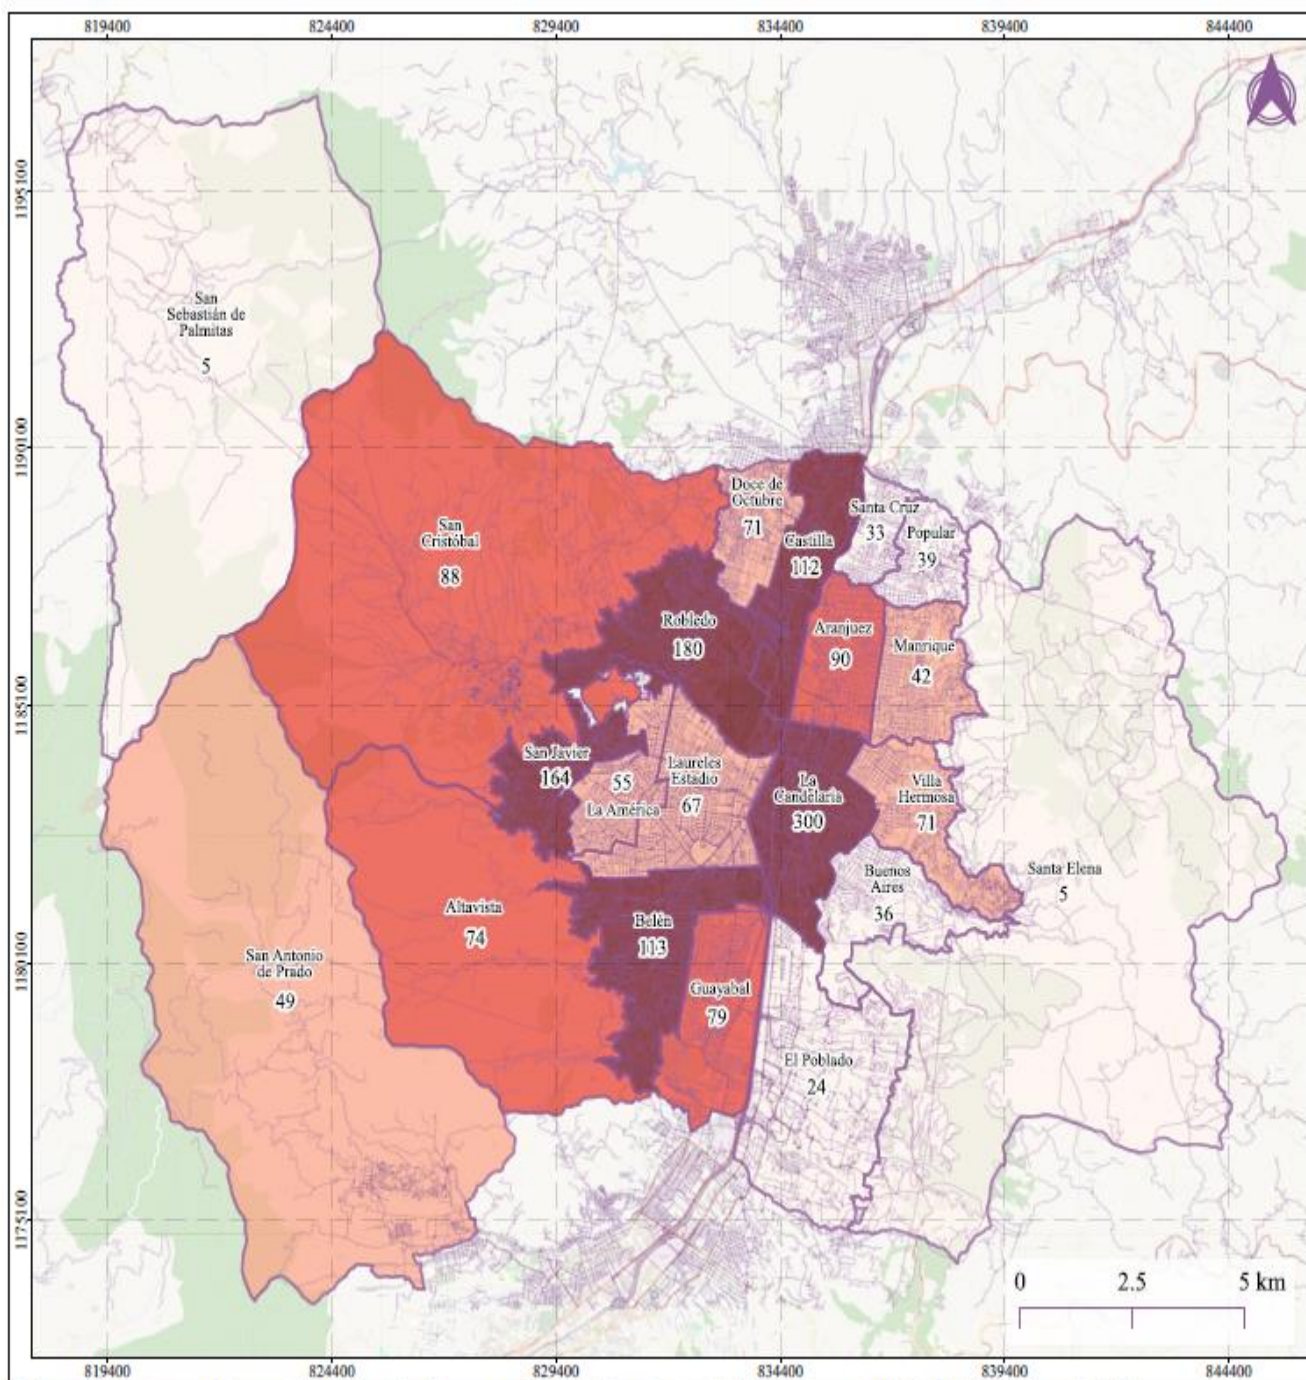 819400
824400
829400
834400
839400
844400
1195100
1190100
1185100
1180100
1175100
San
Sebastián de
Palmitas
5
San
Cristóbal
88
Doce de
Octubre
71
Castilla
112
Santa Cruz
33
Popular
39
Robledo
180
Aranjuez
90
Manrique
42
San Javier
164
55
La América
Laureles
Estadio
67
La
Candelaria
300
Villa
Hermosa
71
Buenos
Aires
36
Santa Elena
5
Altavista
74
Belén
113
San Antonio
de Prado
49
Guayabal
79
El Poblado
24
0
2.5
5 km
819400
824400
829400
834400
839400
844400